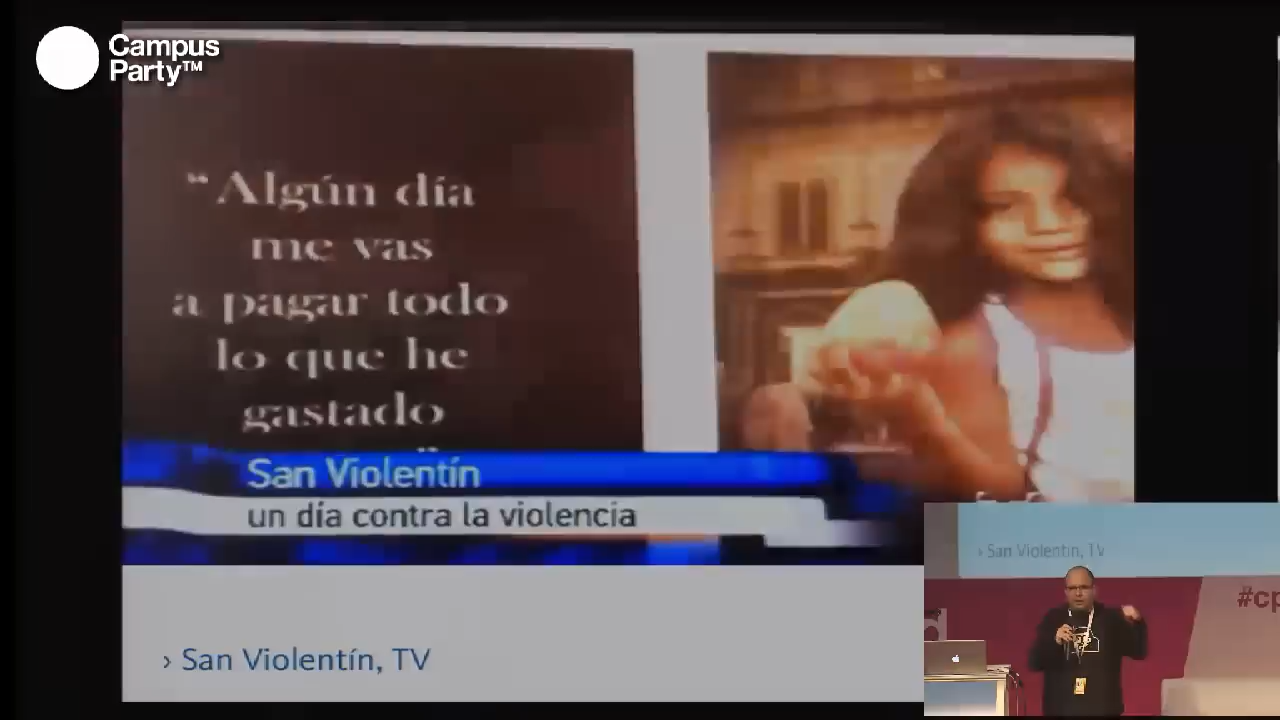 Campus
Party™
“Algún día
me vas
a pagar todo
lo que he
gastado
San Violentín
un día contra la violencia
› San Violentín, TV
› San Violentín, TV
#cp
d